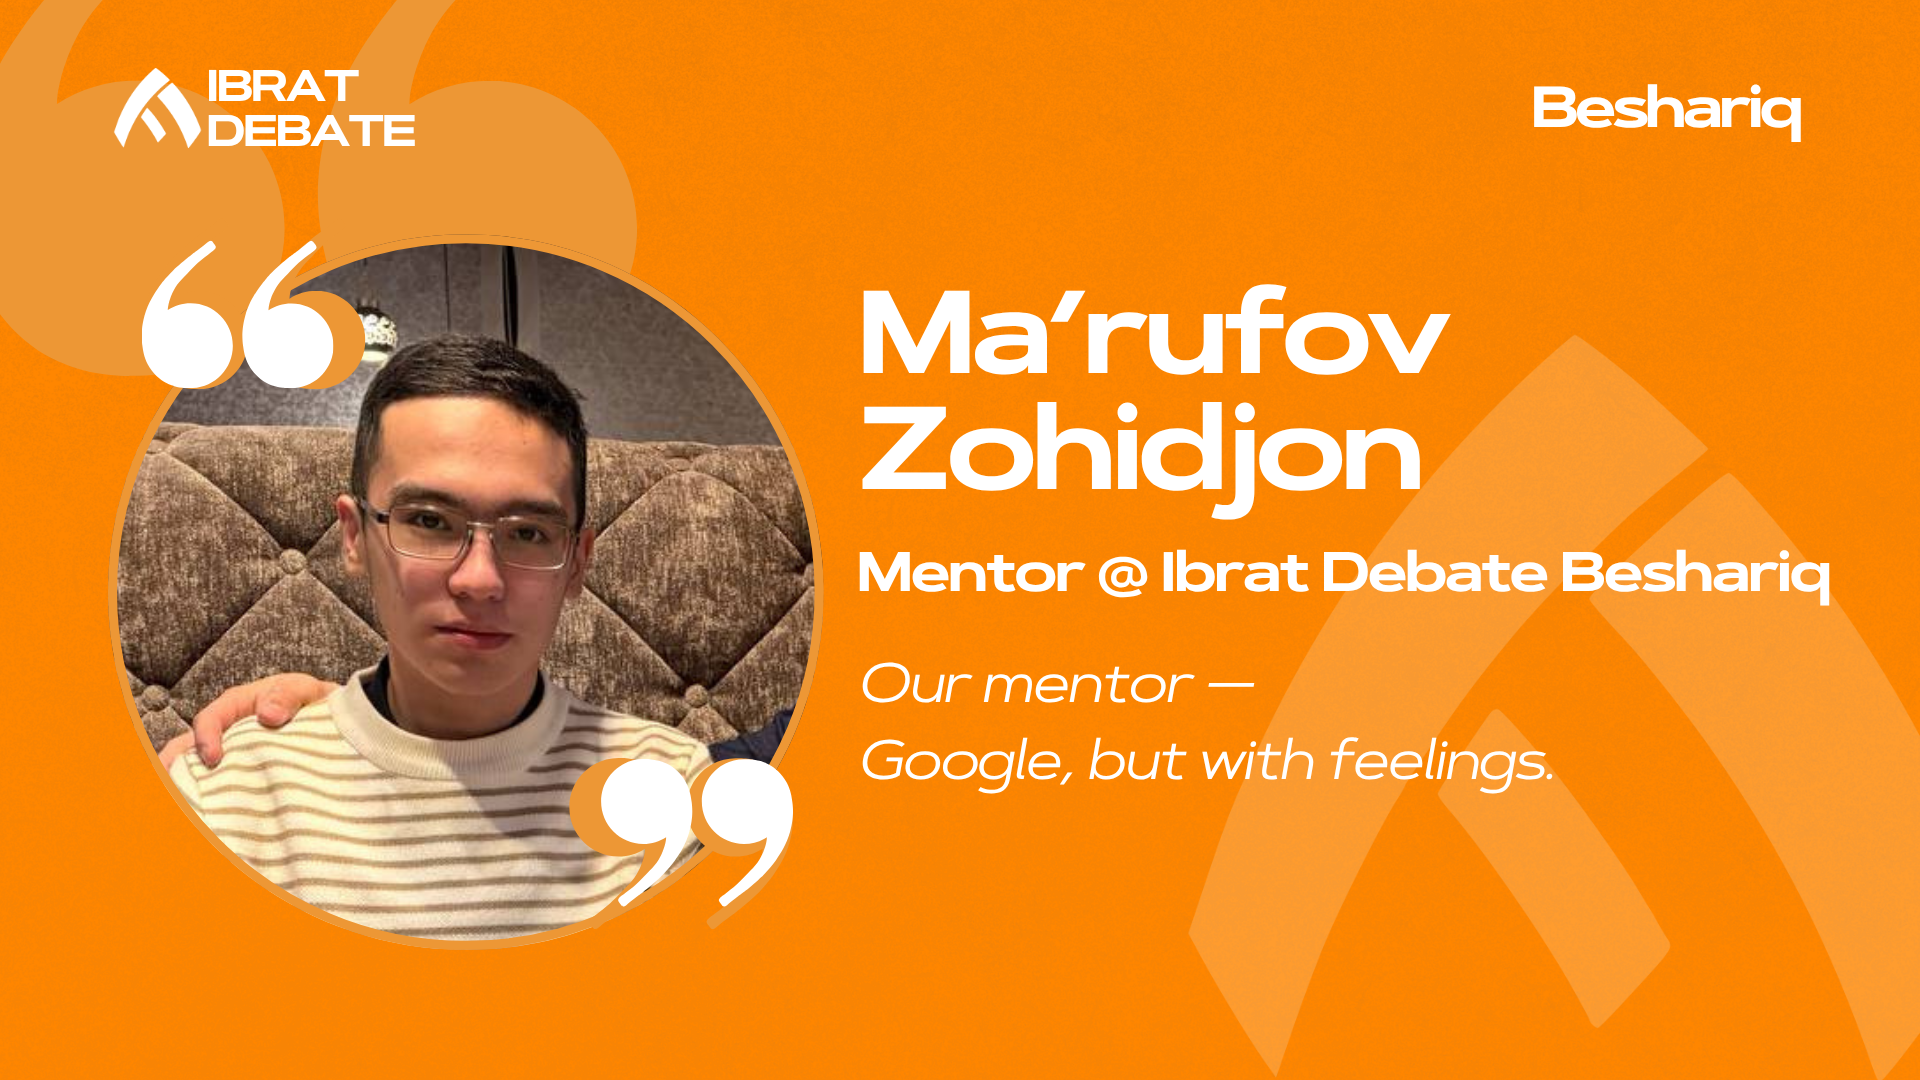 IBRAT
DEBATE
Beshariq
Ma’rufov
Zohidjon
Mentor @ Ibrat Debate Beshariq
Our mentor —
Google, but with feelings.